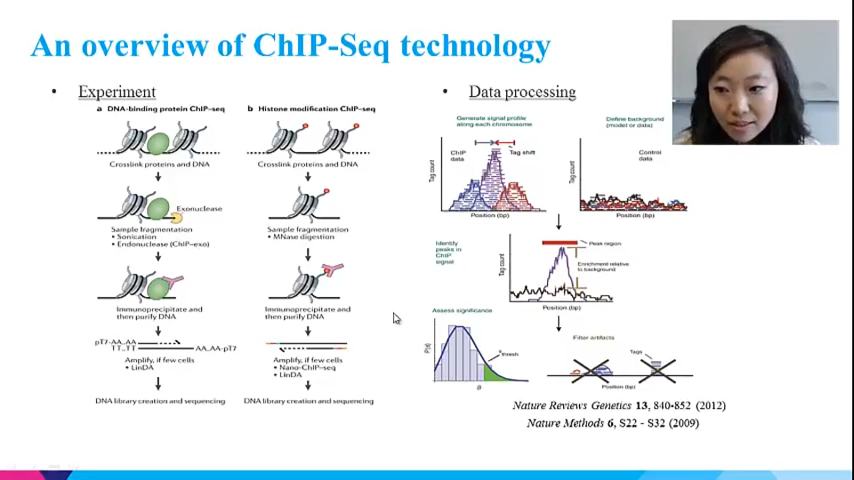 An overview of ChIP-Seq technology
• Experiment
a DNA-binding protein ChIP–seq
b Histone modification ChIP–seq
Crosslink proteins and DNA
Crosslink proteins and DNA
Exonuclease
Sample fragmentation
• Sonication
• Endonuclease (ChIP–exo)
Sample fragmentation
• MNase digestion
Immunoprecipitate and
then purify DNA
Immunoprecipitate and
then purify DNA
pT7-AA..AA
TT..TT
AA..AA-pT7
Amplify, if few cells
• LinDA
Amplify, if few cells
• Nano-ChIP–seq
• LinDA
DNA library creation and sequencing
DNA library creation and sequencing
• Data processing
Generate signal profile
along each chromosome
Define background
(model or data)
ChIP
data
Tag shift
Tag count
Position (bp)
Control
data
Tag count
Position (bp)
Identify
peaks in
ChIP
signal
Peak region
Enrichment relative
to background
Tag count
Position (bp)
Assess significance
P(s)
thresh
Filter artifacts
Tags
Position (bp)
Nature Reviews Genetics 13, 840-852 (2012)
Nature Methods 6, S22 - S32 (2009)